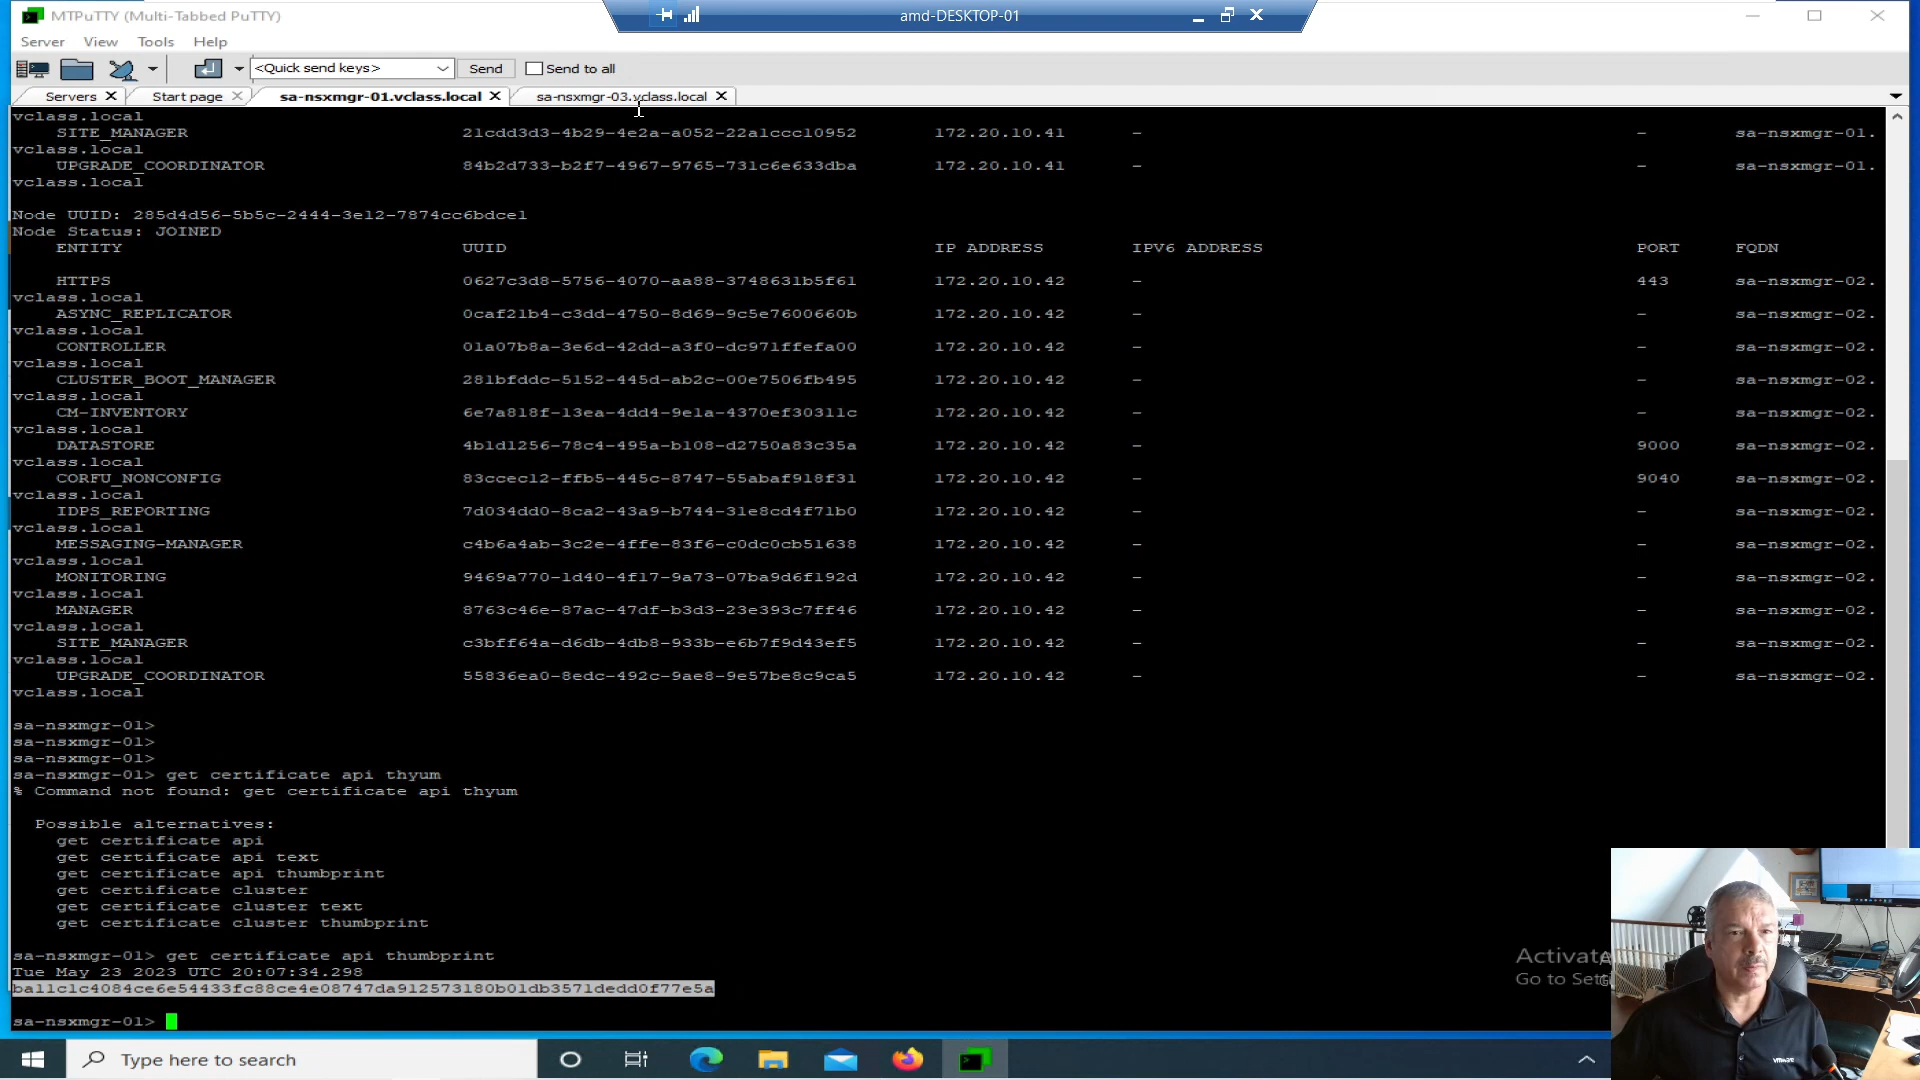 MTPuTTY (Multi-Tabbed PuTTY)
amd-DESKTOP-01
Server View Tools Help
<Quick send keys> Send Send to all
Servers Start page sa-nsxmgr-01.vclass.local sa-nsxmgr-03.vclass.local
vclass.local
SITE_MANAGER 21cdd3d3-4b29-4e2a-a052-22a1ccc10952 172.20.10.41 - - sa-nsxmgr-01.
vclass.local
UPGRADE_COORDINATOR 84b2d733-b2f7-4967-9765-731c6e633dba 172.20.10.41 - - sa-nsxmgr-01.
vclass.local
Node UUID: 285d4d56-5b5c-2444-3e12-7874cc6bdce1
Node Status: JOINED
ENTITY UUID IP ADDRESS IPV6 ADDRESS PORT FQDN
HTTPS 0627c3d8-5756-4070-aa88-3748631b5f61 172.20.10.42 - 443 sa-nsxmgr-02.
vclass.local
ASYNC_REPLICATOR 0caf21b4-c3dd-4750-8d69-9c5e7600660b 172.20.10.42 - - sa-nsxmgr-02.
vclass.local
CONTROLLER 01a07b8a-3e6d-42dd-a3f0-dc971ffefa00 172.20.10.42 - - sa-nsxmgr-02.
vclass.local
CLUSTER_BOOT_MANAGER 281bfddc-5152-445d-ab2c-00e7506fb495 172.20.10.42 - - sa-nsxmgr-02.
vclass.local
CM-INVENTORY 6e7a818f-13ea-4dd4-9e1a-4370ef30311c 172.20.10.42 - - sa-nsxmgr-02.
vclass.local
DATASTORE 4b1d1256-78c4-495a-b108-d2750a83c35a 172.20.10.42 - 9000 sa-nsxmgr-02.
vclass.local
CORFU_NONCONFIG 83ccec12-ffb5-445c-8747-55abaf918f31 172.20.10.42 - 9040 sa-nsxmgr-02.
vclass.local
IDPS_REPORTING 7d034dd0-8ca2-43a9-b744-31e8cd4f71b0 172.20.10.42 - - sa-nsxmgr-02.
vclass.local
MESSAGING-MANAGER c4b6a4ab-3c2e-4ffe-83f6-c0dc0cb51638 172.20.10.42 - - sa-nsxmgr-02.
vclass.local
MONITORING 9469a770-1d40-4f17-9a73-07ba9d6f192d 172.20.10.42 - - sa-nsxmgr-02.
vclass.local
MANAGER 8763c46e-87ac-47df-b3d3-23e393c7ff46 172.20.10.42 - - sa-nsxmgr-02.
vclass.local
SITE_MANAGER c3bff64a-d6db-4db8-933b-e6b7f9d43ef5 172.20.10.42 - - sa-nsxmgr-02.
vclass.local
UPGRADE_COORDINATOR 55836ea0-8edc-492c-9ae8-9e57be8c9ca5 172.20.10.42 - - sa-nsxmgr-02.
vclass.local
sa-nsxmgr-01>
sa-nsxmgr-01>
sa-nsxmgr-01>
sa-nsxmgr-01> get certificate api thyum
% Command not found: get certificate api thyum
Possible alternatives:
get certificate api
get certificate api text
get certificate api thumbprint
get certificate cluster
get certificate cluster text
get certificate cluster thumbprint
sa-nsxmgr-01> get certificate api thumbprint
Tue May 23 2023 UTC 20:07:34.298
ba11c1c4084ce6e54433fc88ce4e08747da912573180b01db3571dedd0f77e5a
sa-nsxmgr-01>
Activat
Go to Set
vmware
Type here to search